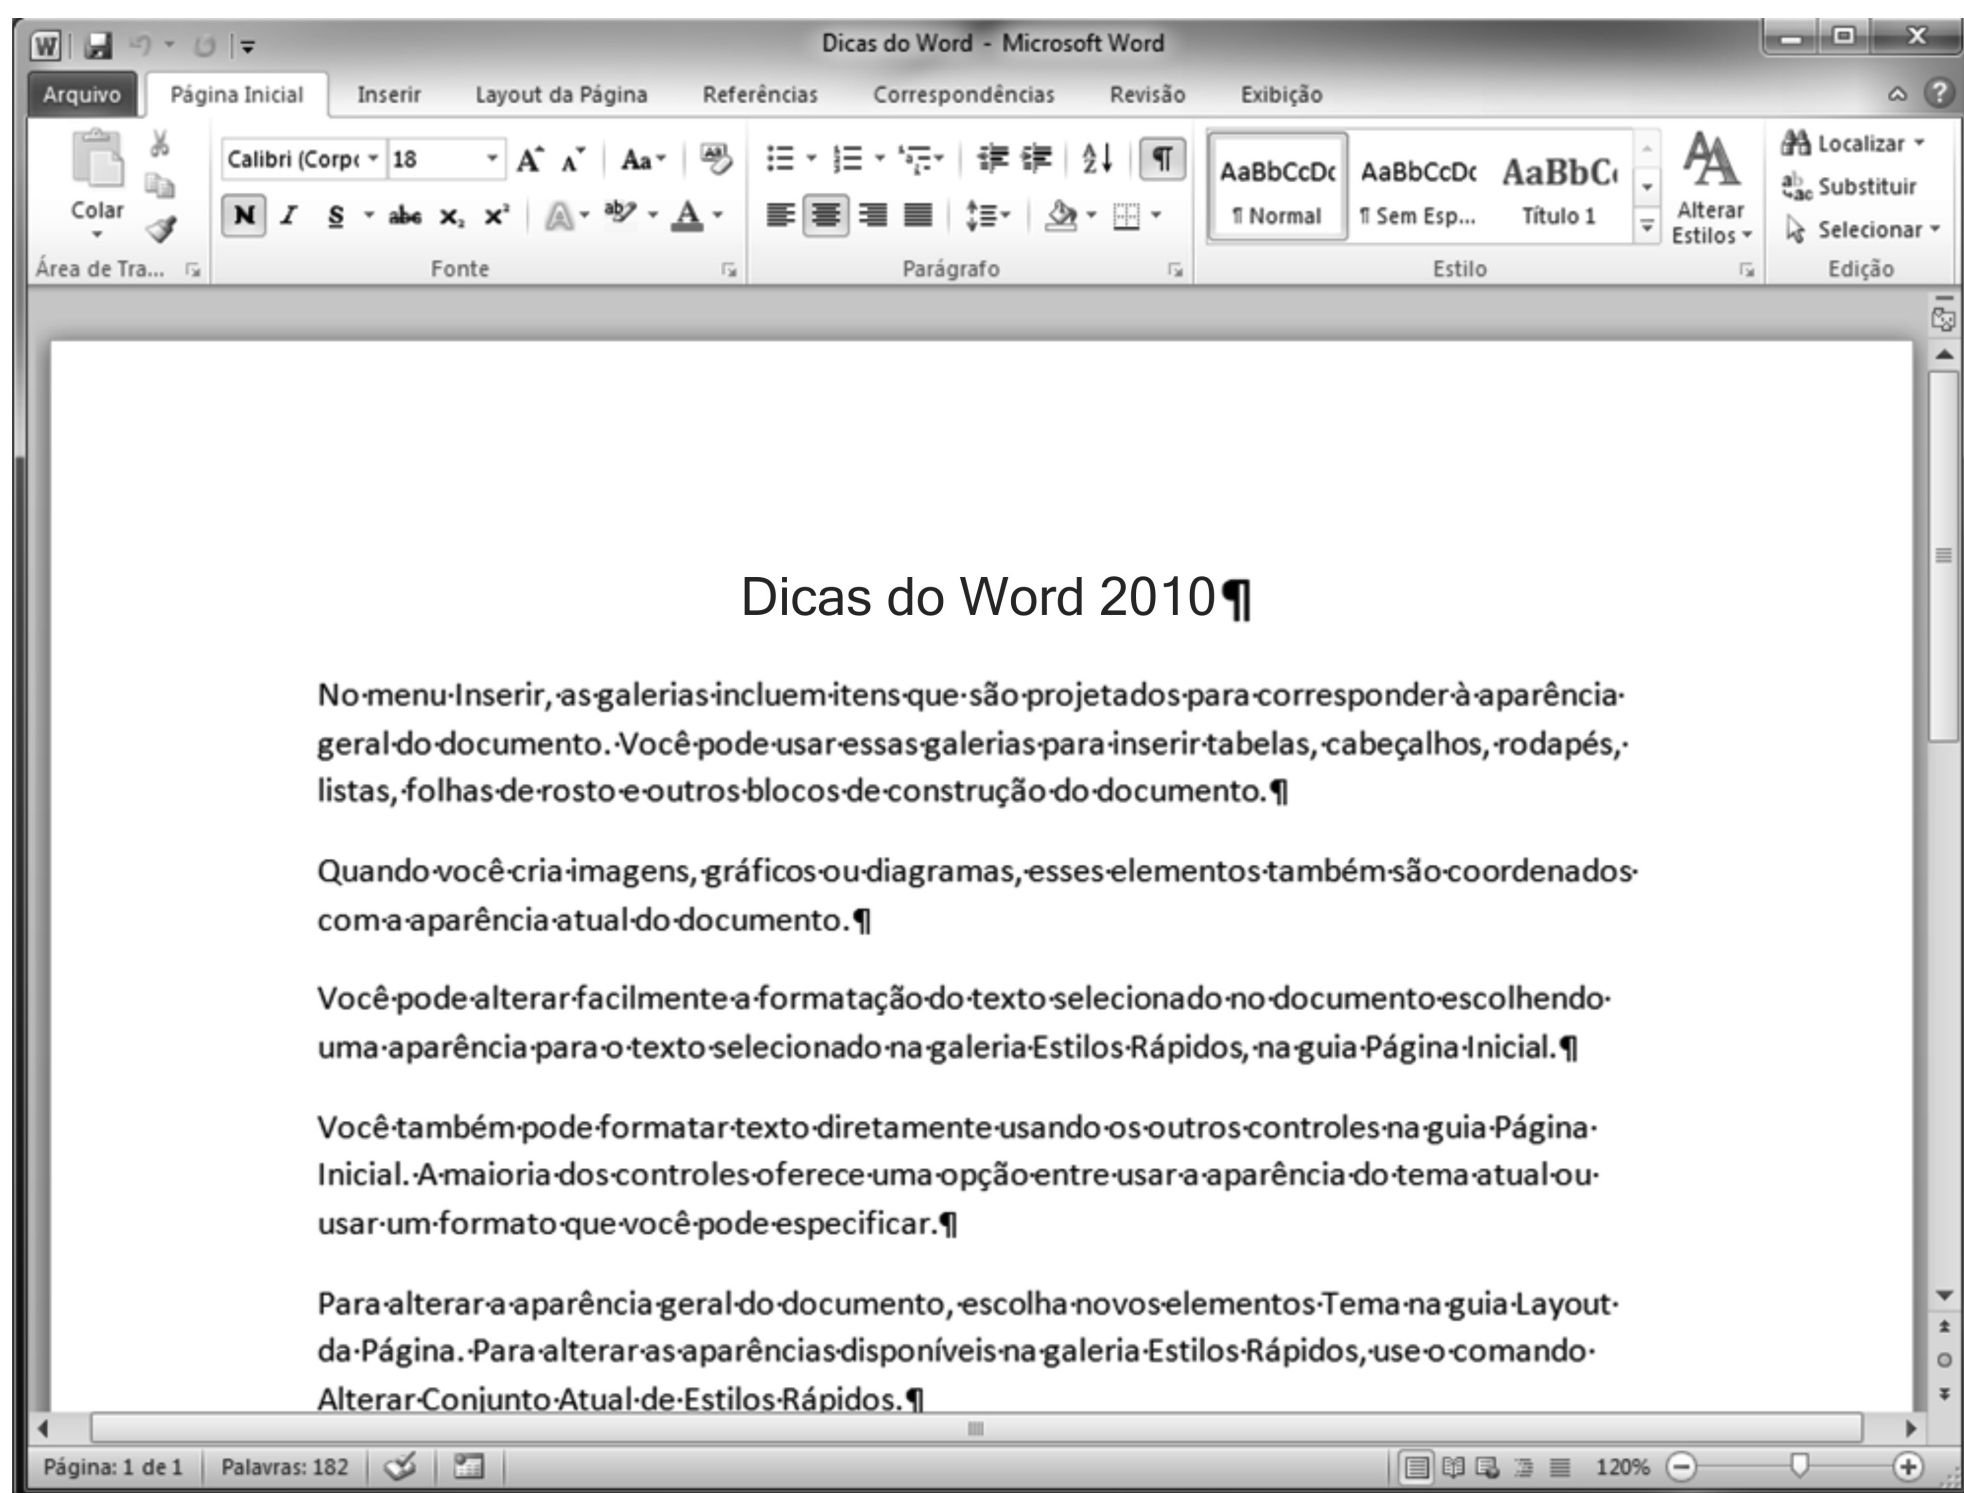 Dicas do Word - Microsoft Word
Arquivo Página Inicial Inserir Layout da Página Referências Correspondências Revisão Exibição
Colar
Área de Tra...
Calibri (Corp 18
Aa
N I S abc x₂ x² A ab A
Fonte
Parágrafo
AaBbCcDc AaBbCcDc AaBbC
¶ Normal ¶ Sem Esp... Título 1
Alterar
Estilos
Estilo
Localizar
Substituir
Selecionar
Edição
Dicas do Word 2010¶
No·menu·Inserir,·as·galerias·incluem·itens·que·são·projetados·para·corresponder·à·aparência·
geral·do·documento.·Você·pode·usar·essas·galerias·para·inserir·tabelas,·cabeçalhos,·rodapés,·
listas,·folhas·de·rosto·e·outros·blocos·de·construção·do·documento.¶
Quando·você·cria·imagens,·gráficos·ou·diagramas,·esses·elementos·também·são·coordenados·
com·a·aparência·atual·do·documento.¶
Você·pode·alterar·facilmente·a·formatação·do·texto·selecionado·no·documento·escolhendo·
uma·aparência·para·o·texto·selecionado·na·galeria·Estilos·Rápidos,·na·guia·Página·Inicial.¶
Você·também·pode·formatar·texto·diretamente·usando·os·outros·controles·na·guia·Página·
Inicial.·A·maioria·dos·controles·oferece·uma·opção·entre·usar·a·aparência·do·tema·atual·ou·
usar·um·formato·que·você·pode·especificar.¶
Para·alterar·a·aparência·geral·do·documento,·escolha·novos·elementos·Tema·na·guia·Layout·
da·Página.·Para·alterar·as·aparências·disponíveis·na·galeria·Estilos·Rápidos,·use·o·comando·
Alterar·Conjunto·Atual·de·Estilos·Rápidos.¶
Página: 1 de 1 Palavras: 182 120%